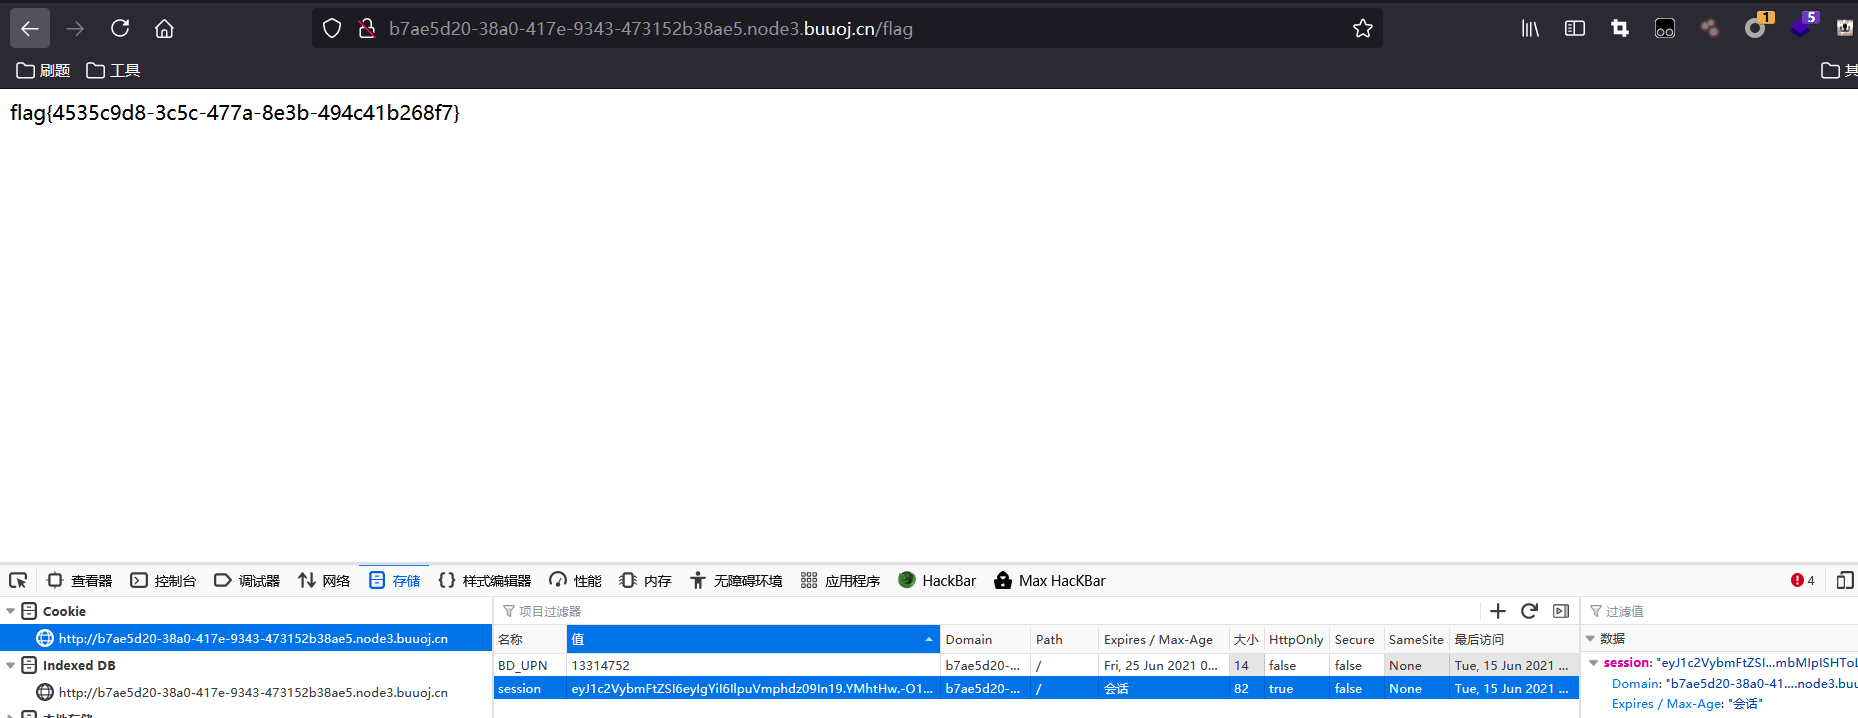 b7ae5d20-38a0-417e-9343-473152b38ae5.node3.buuoj.cn/flag
1
5
刷题 工具
flag{4535c9d8-3c5c-477a-8e3b-494c41b268f7}
查看器 控制台 调试器 网络 存储 样式编辑器 性能 内存 无障碍环境 应用程序 HackBar Max HacKBar 4
Cookie 项目过滤器 过滤值
http://b7ae5d20-38a0-417e-9343-473152b38ae5.node3.buuoj.cn 名称 值 Domain Path Expires / Max-Age 大小 HttpOnly Secure SameSite 最后访问 数据
Indexed DB BD_UPN 13314752 b7ae5d20-... / Fri, 25 Jun 2021 0... 14 false false None Tue, 15 Jun 2021 ... session: "eyJ1c2VybmFtZSI...mbMIpISHToL
http://b7ae5d20-38a0-417e-9343-473152b38ae5.node3.buuoj.cn session eyJ1c2VybmFtZSI6eyIgYiI6IlpuVmphdz09In19.YMhtHw.-O1... b7ae5d20-... / 会话 82 true false None Tue, 15 Jun 2021 ... Domain: "b7ae5d20-38a0-41....node3.buu
Expires / Max-Age: "会话"